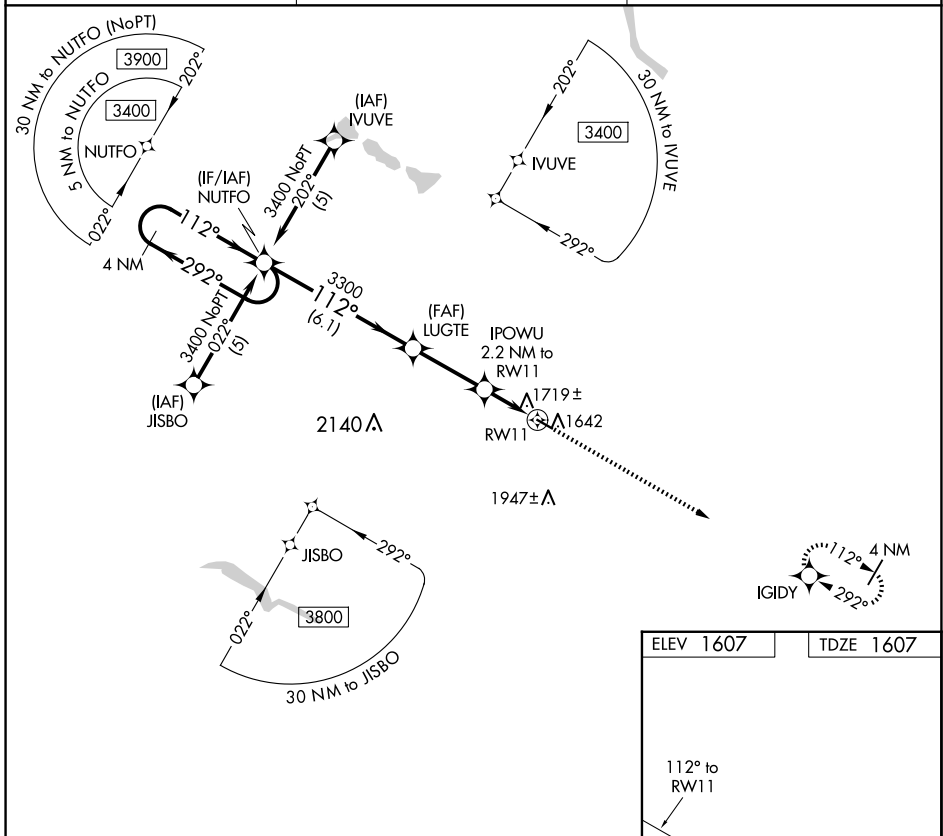 30 NM to NUTFO (NoPT)
3900
5 NM to NUTFO
3400
202°
NUTFO
022°
(IAF)
IVUVE
3400 NoPT
202°
(5)
202°
30 NM to IVUVE
3400
IVUVE
292°
(IF/IAF)
NUTFO
112°
4 NM
292°
3300
112°
(6.1)
3400 NoPT
022°
(5)
(IAF)
JISBO
(FAF)
LUGTE
IPOWU
2.2 NM to
RW11
1719±
1642
RW11
2140
1947±
JISBO
292°
022°
3800
30 NM to JISBO
112°
4 NM
IGIDY
292°
ELEV 1607
TDZE 1607
112° to
RW11